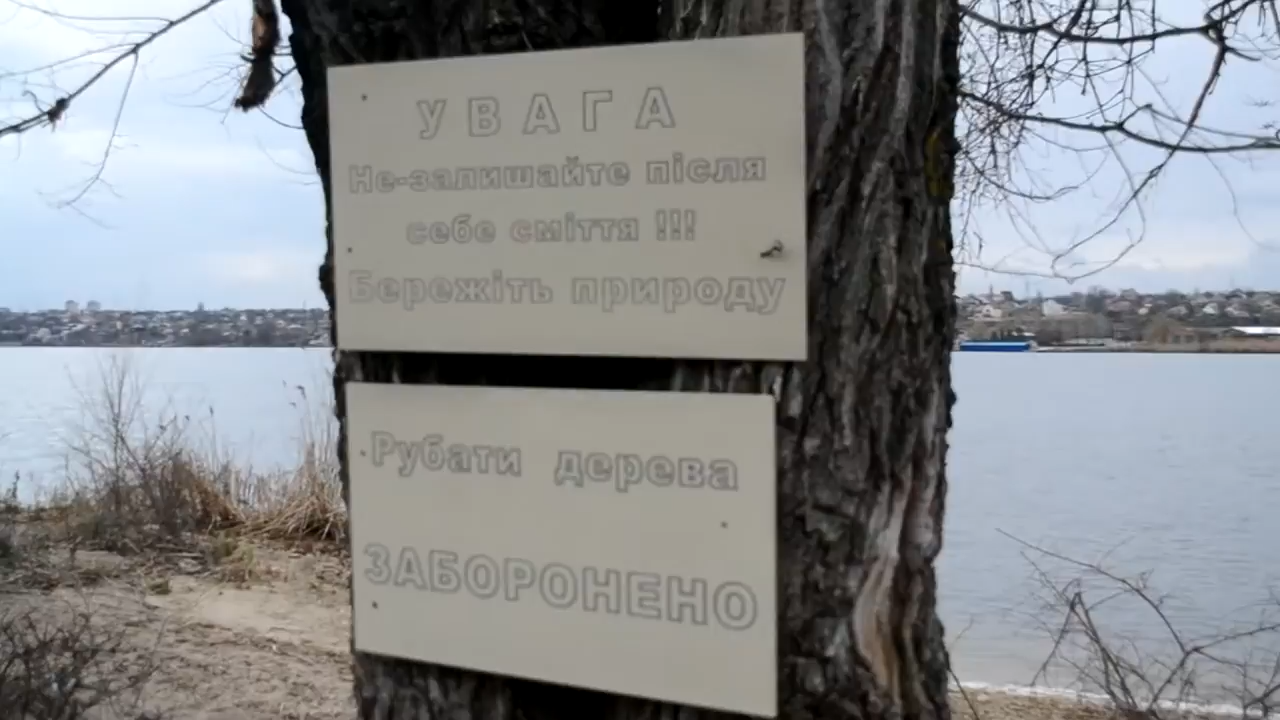 УВАГА
Не-залишайте після
себе сміття !!!
Бережіть природу
Рубати дерева
ЗАБОРОНЕНО